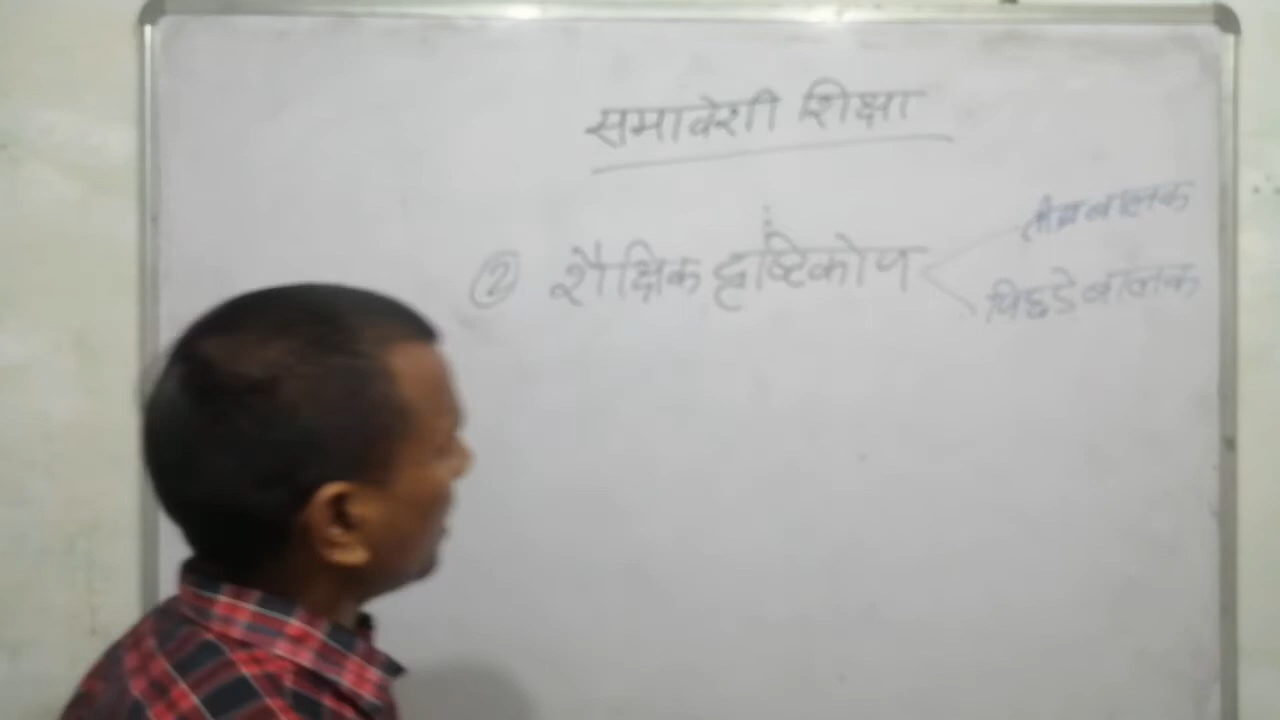 समावेशी शिक्षा
② शैक्षिक दृष्टिकोण
तीव्र बालक
पिछडे बालक